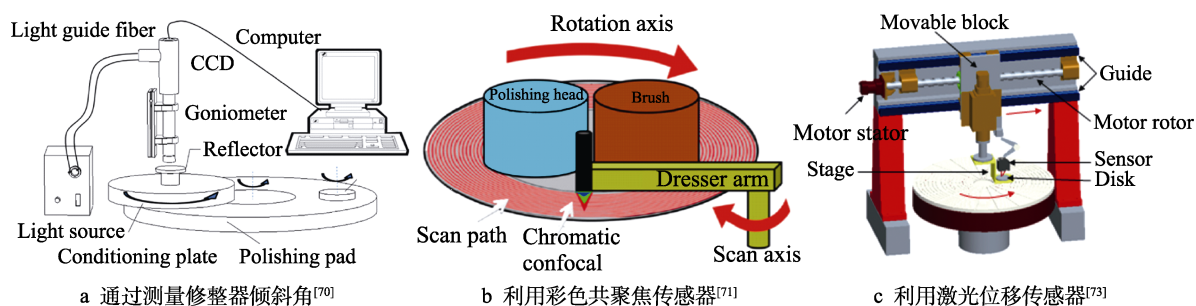 Light guide fiber
CCD
Computer
Goniometer
Reflector
Light source
Conditioning plate
Polishing pad
a 通过测量修整器倾斜角[70]
Rotation axis
Polishing head
Brush
Dresser arm
Scan path
Chromatic
confocal
Scan axis
b 利用彩色共聚焦传感器[71]
Movable block
Guide
Motor stator
Motor rotor
Stage
Sensor
Disk
c 利用激光位移传感器[73]